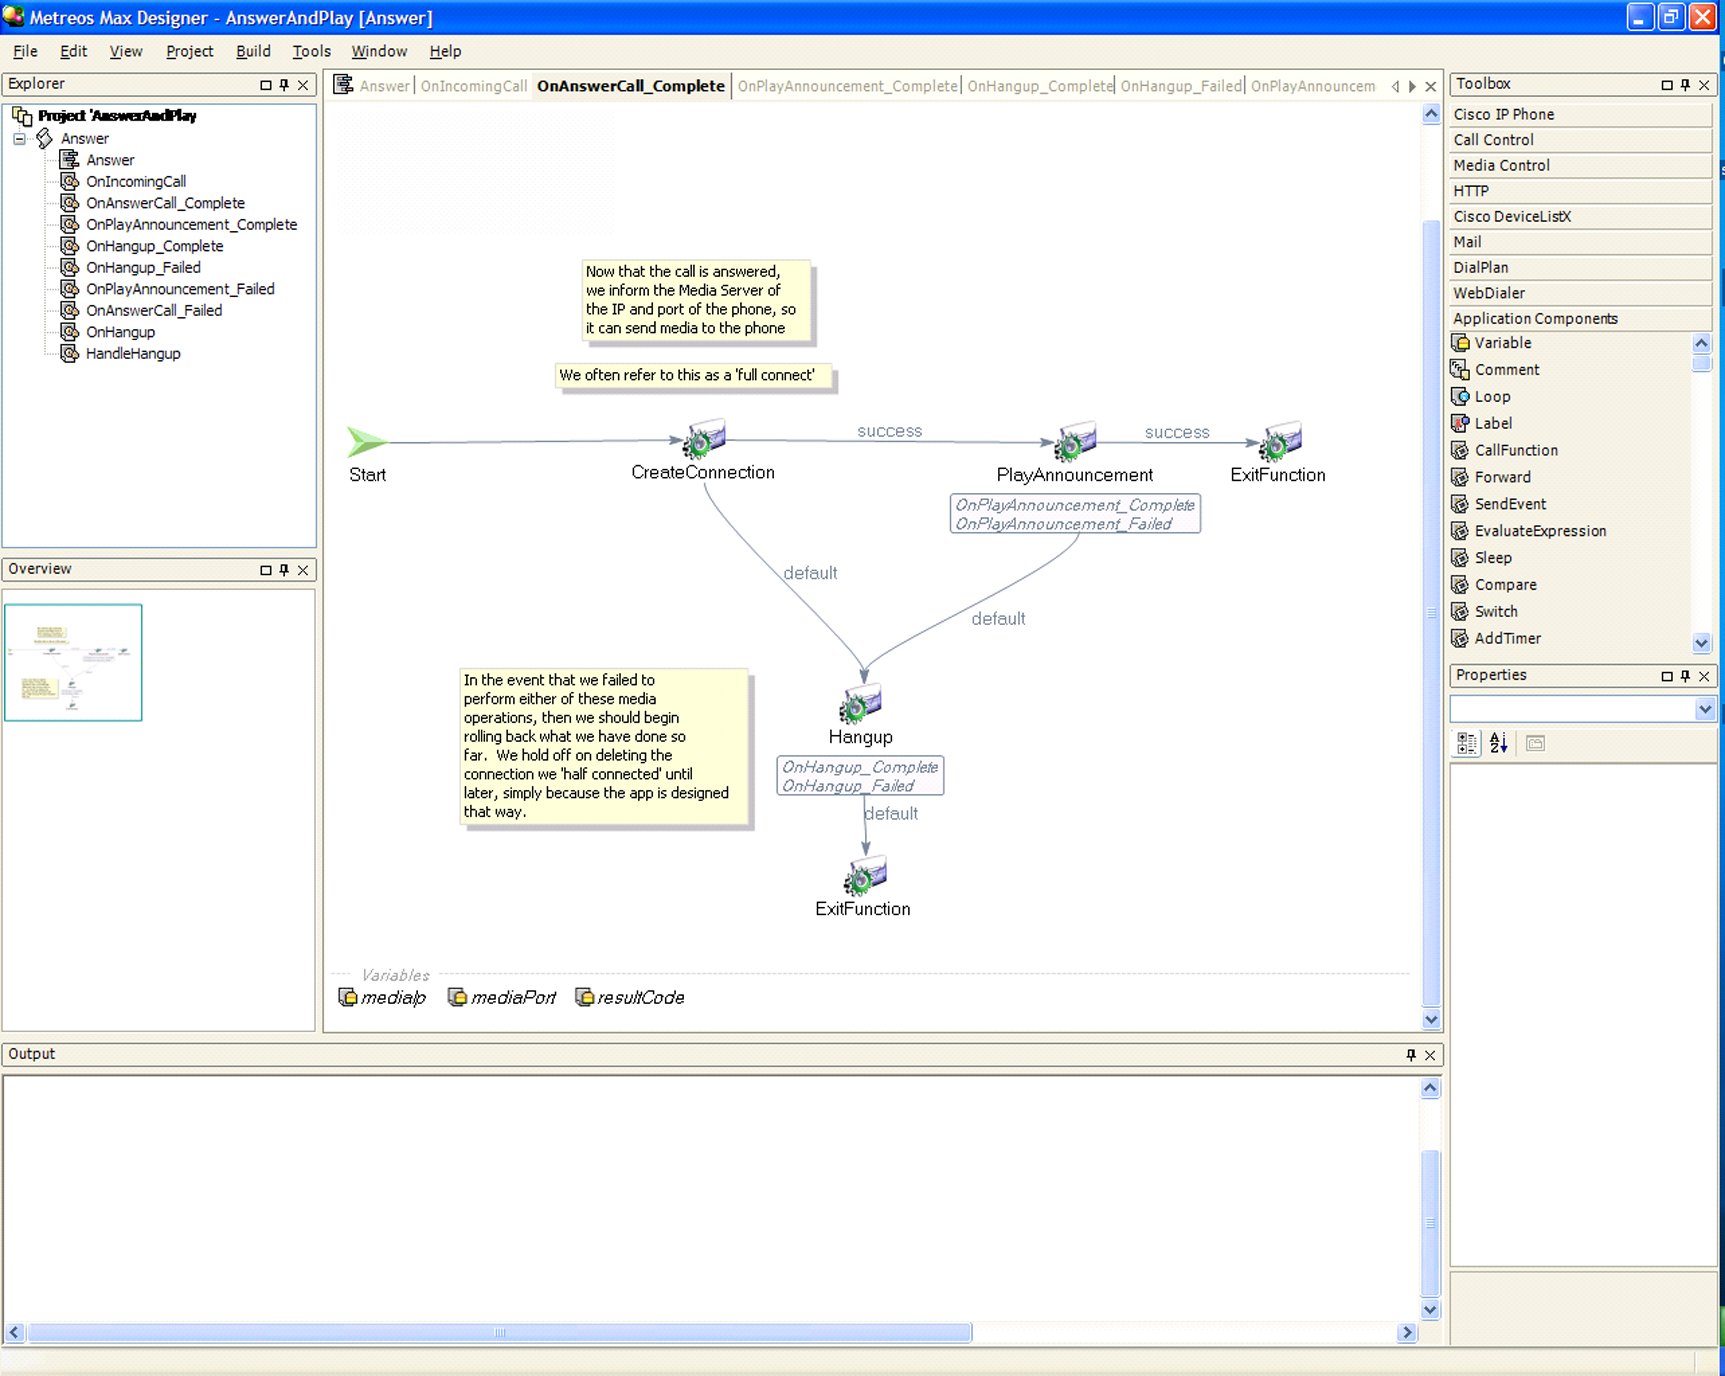 Metreos Max Designer - AnswerAndPlay [Answer]
File Edit View Project Build Tools Window Help
Explorer
Project 'AnswerAndPlay
Answer
Answer
OnIncomingCall
OnAnswerCall_Complete
OnPlayAnnouncement_Complete
OnHangup_Complete
OnHangup_Failed
OnPlayAnnouncement_Failed
OnAnswerCall_Failed
OnHangup
HandleHangup
Overview
Answer OnIncomingCall OnAnswerCall_Complete OnPlayAnnouncement_Complete OnHangup_Complete OnHangup_Failed OnPlayAnnouncem
Now that the call is answered,
we inform the Media Server of
the IP and port of the phone, so
it can send media to the phone
We often refer to this as a 'full connect'
Start
CreateConnection
success
PlayAnnouncement
success
ExitFunction
OnPlayAnnouncement_Complete
OnPlayAnnouncement_Failed
default
default
In the event that we failed to
perform either of these media
operations, then we should begin
rolling back what we have done so
far. We hold off on deleting the
connection we 'half connected' until
later, simply because the app is designed
that way.
Hangup
OnHangup_Complete
OnHangup_Failed
default
ExitFunction
Variables
mediaIp mediaPort resultCode
Toolbox
Cisco IP Phone
Call Control
Media Control
HTTP
Cisco DeviceListX
Mail
DialPlan
WebDialer
Application Components
Variable
Comment
Loop
Label
CallFunction
Forward
SendEvent
EvaluateExpression
Sleep
Compare
Switch
AddTimer
Properties
Output